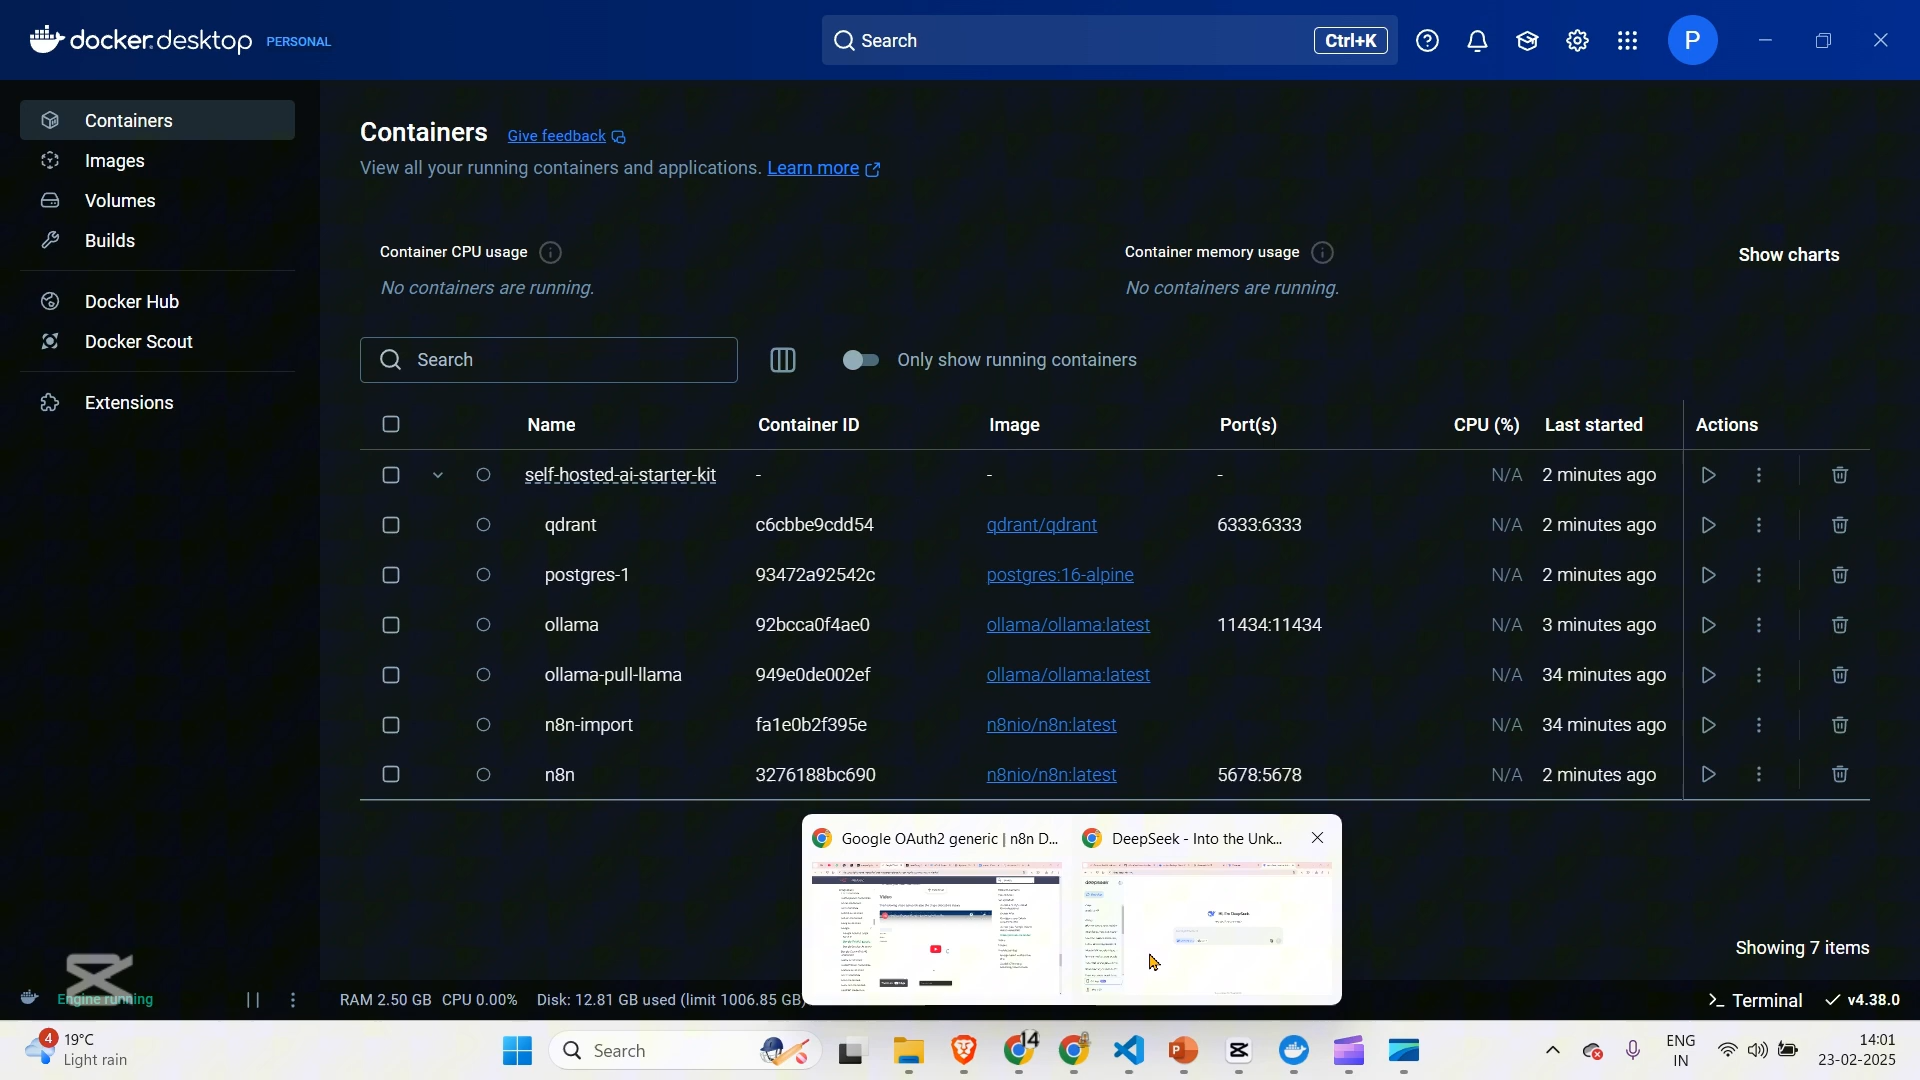 docker.desktop PERSONAL
Search Ctrl+K
P
Containers
Images
Volumes
Builds
Docker Hub
Docker Scout
Extensions
Containers Give feedback
View all your running containers and applications. Learn more
Container CPU usage
No containers are running.
Container memory usage
No containers are running.
Show charts
Search
Only show running containers
Name Container ID Image Port(s) CPU (%) Last started Actions
self-hosted-ai-starter-kit - - - N/A 2 minutes ago
qdrant c6cbbe9cdd54 qdrant/qdrant 6333:6333 N/A 2 minutes ago
postgres-1 93472a92542c postgres:16-alpine N/A 2 minutes ago
ollama 92bcca0f4ae0 ollama/ollama:latest 11434:11434 N/A 3 minutes ago
ollama-pull-llama 949e0de002ef ollama/ollama:latest N/A 34 minutes ago
n8n-import fa1e0b2f395e n8nio/n8n:latest N/A 34 minutes ago
n8n 3276188bc690 n8nio/n8n:latest 5678:5678 N/A 2 minutes ago
Google OAuth2 generic | n8n D...
DeepSeek - Into the Unk...
deepseek
Hi, I'm DeepSeek.
Video
Showing 7 items
Engine running
RAM 2.50 GB CPU 0.00% Disk: 12.81 GB used (limit 1006.85 GB)
Terminal v4.38.0
4
19°C
Light rain
Search
14
ENG
IN
14:01
23-02-2025